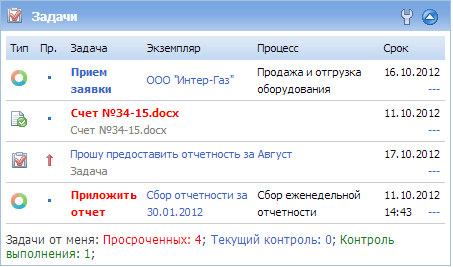 Задачи
Тип Пр. Задача Экземпляр Процесс Срок
Прием заявки ООО "Интер-Газ" Продажа и отгрузка оборудования 16.10.2012 ---
Счет №34-15.docx 11.10.2012
Счет №34-15.docx ---
Прошу предоставить отчетность за Август 17.10.2012
Задача ---
Приложить отчет Сбор отчетности за 30.01.2012 Сбор еженедельной отчетности 11.10.2012 14:43 ---
Задачи от меня: Просроченных: 4; Текущий контроль: 0; Контроль
выполнения: 1;